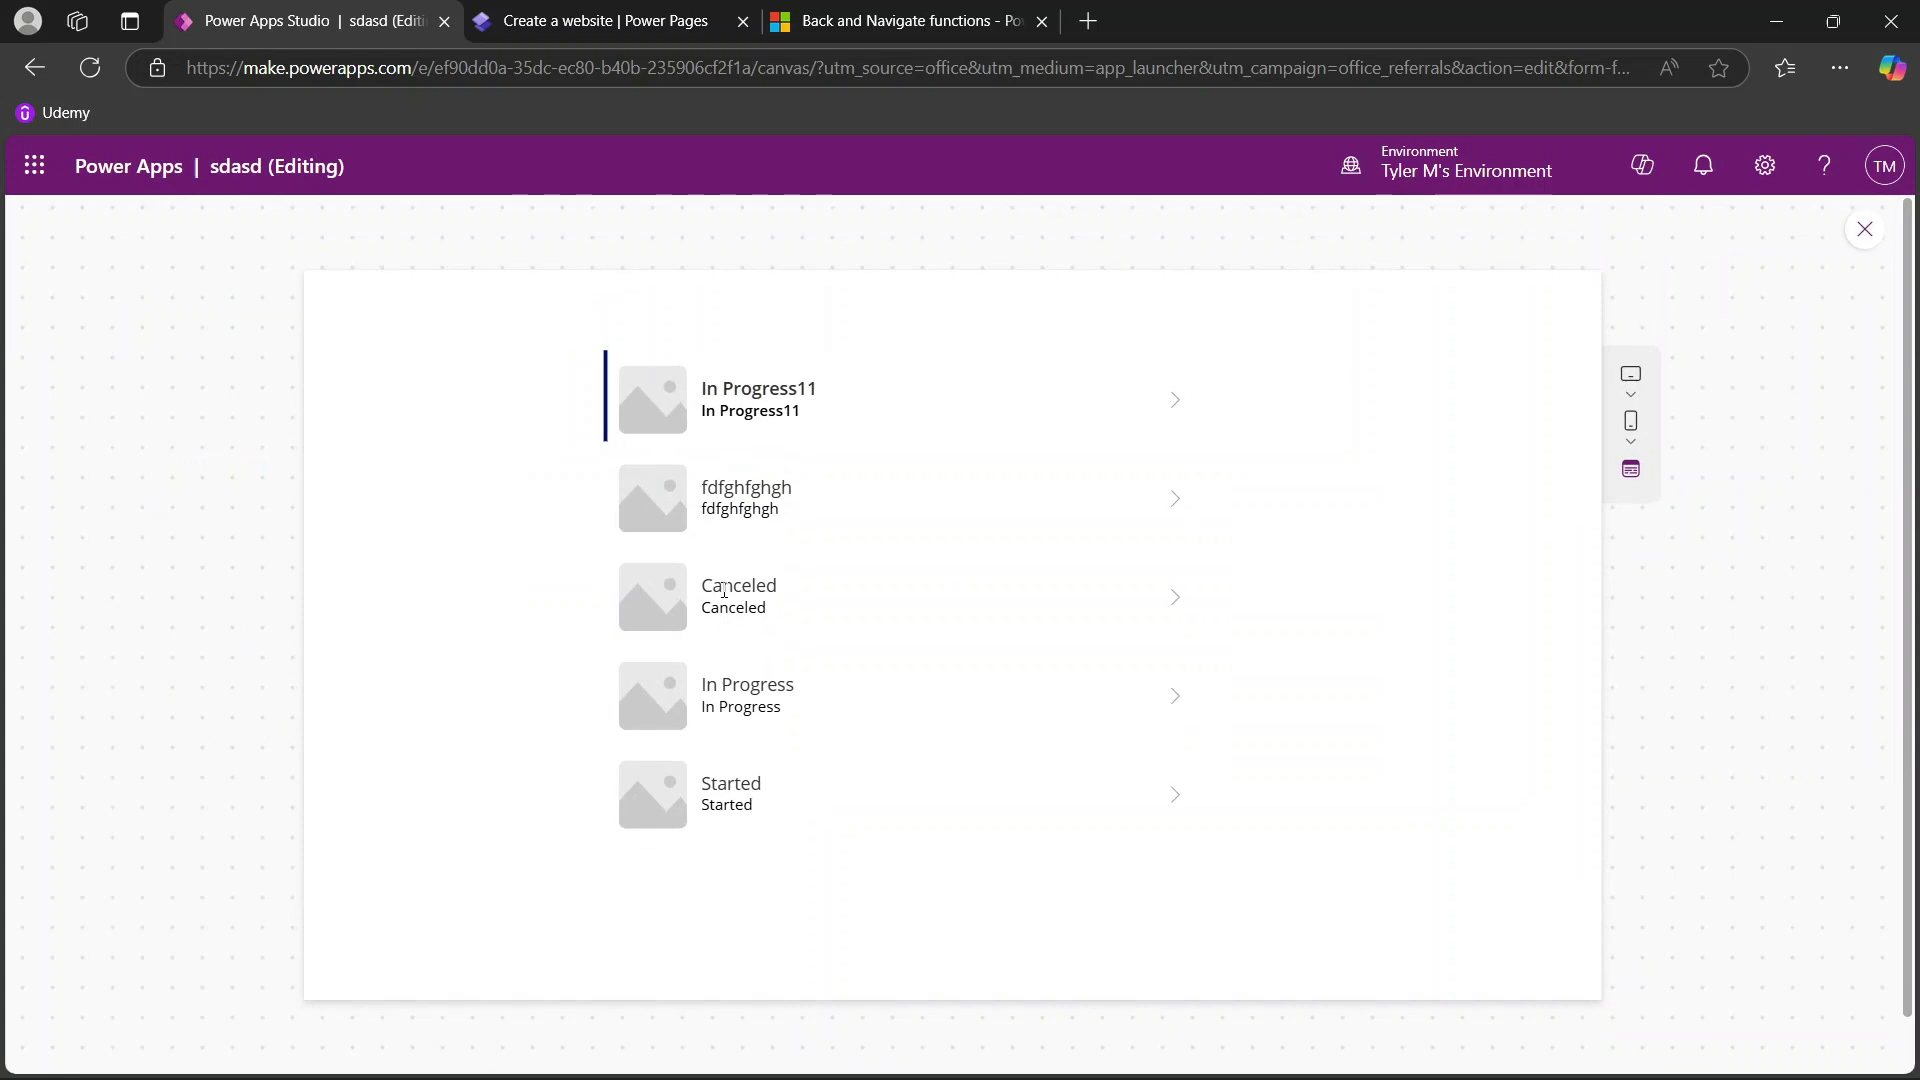 Power Apps Studio | sdasd (Editi
Create a website | Power Pages
Back and Navigate functions - Po
https://make.powerapps.com/e/ef90dd0a-35dc-ec80-b40b-235906cf2f1a/canvas/?utm_source=office&utm_medium=app_launcher&utm_campaign=office_referrals&action=edit&form-f...
Udemy
Power Apps | sdasd (Editing)
Environment
Tyler M's Environment
TM
In Progress11
In Progress11
fdfghfghgh
fdfghfghgh
Canceled
Canceled
In Progress
In Progress
Started
Started